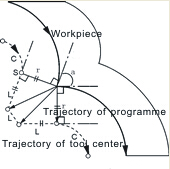 Workpiece
C
r
a
S
L
r
Trajectory of programme
L
C
Trajectory of tool center